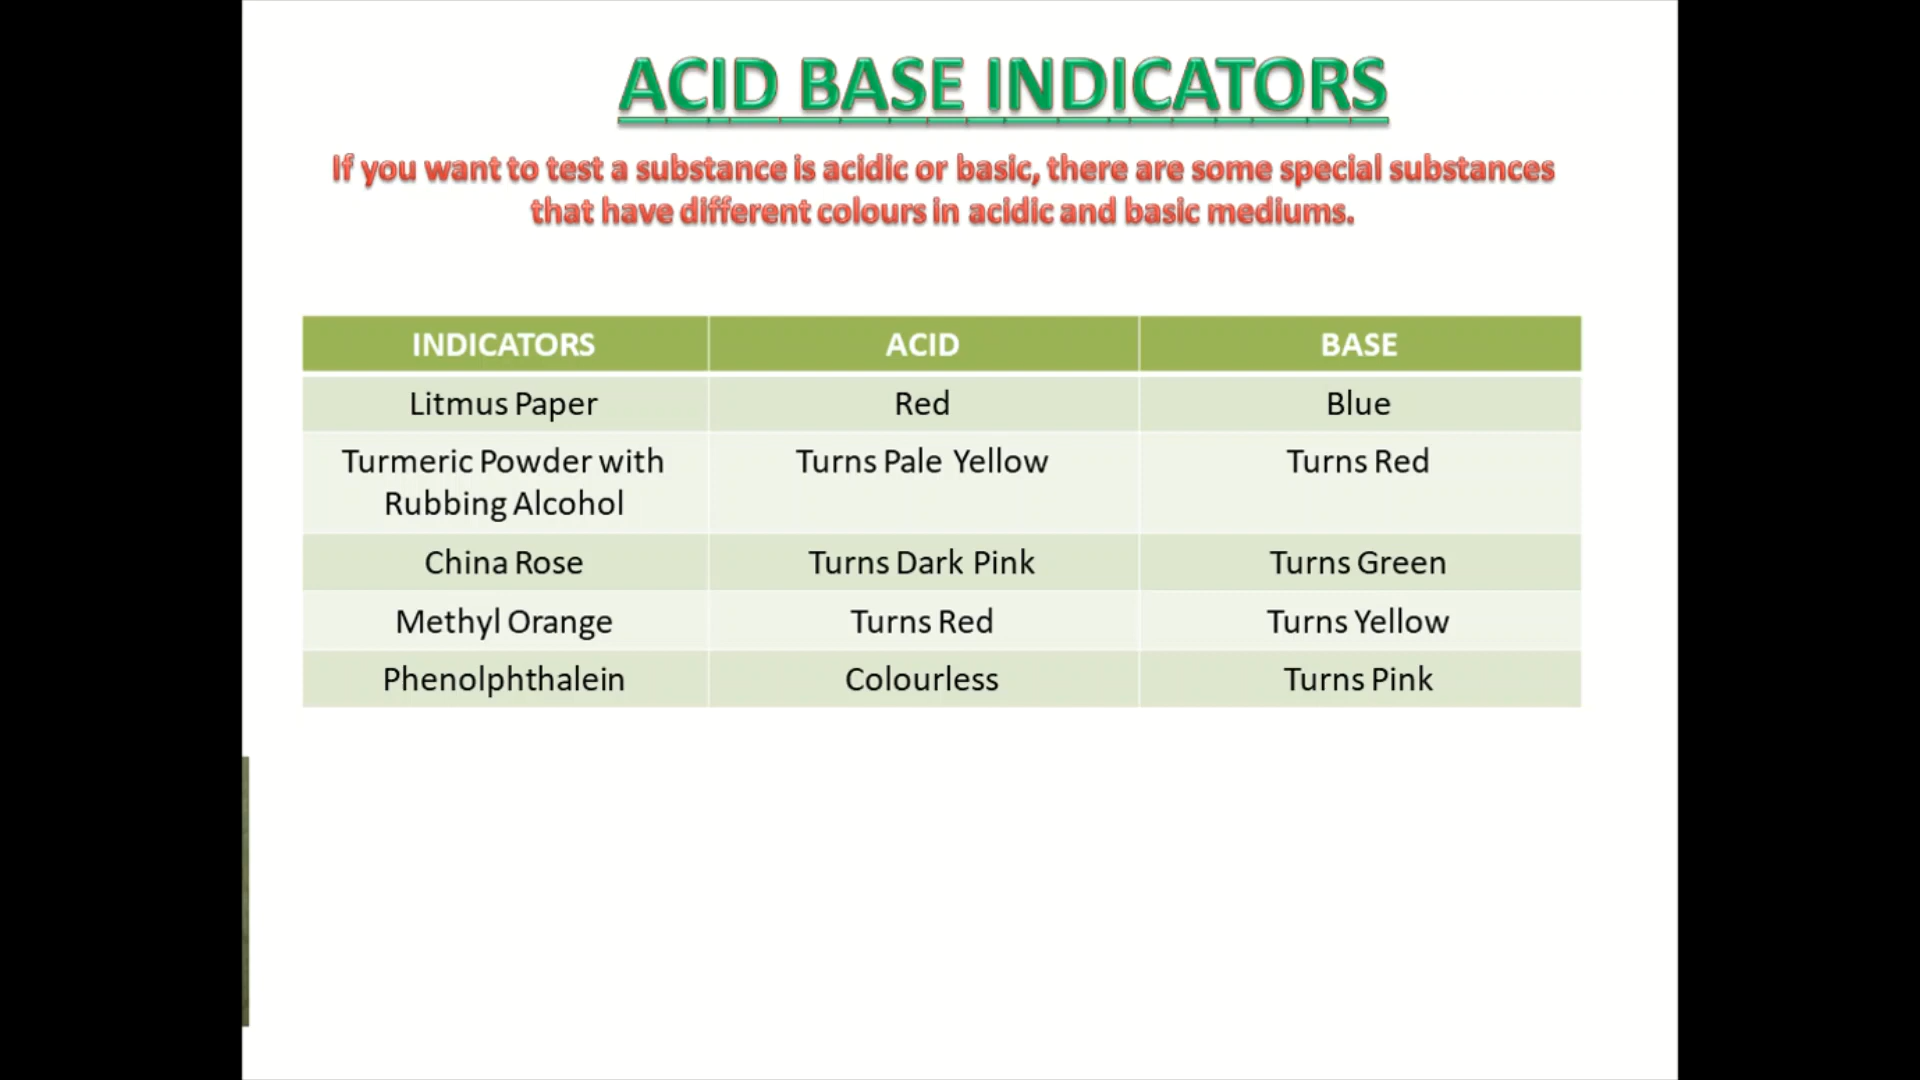 ACID BASE INDICATORS
If you want to test a substance is acidic or basic, there are some special substances
that have different colours in acidic and basic mediums.
INDICATORS ACID BASE
Litmus Paper Red Blue
Turmeric Powder with Turns Pale Yellow Turns Red
Rubbing Alcohol
China Rose Turns Dark Pink Turns Green
Methyl Orange Turns Red Turns Yellow
Phenolphthalein Colourless Turns Pink